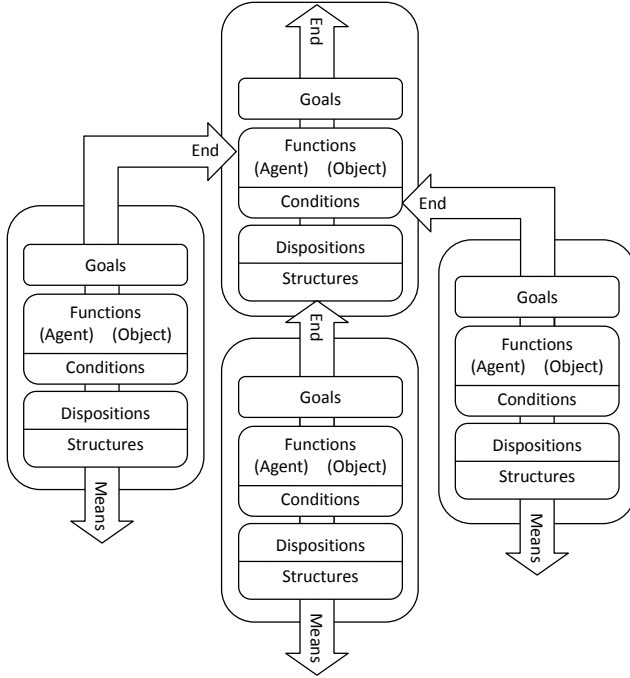 End
Goals
Functions
(Agent) (Object)
Conditions
Dispositions
Structures
End
Goals
Functions
(Agent) (Object)
Conditions
Dispositions
Structures
Means
End
Goals
Functions
(Agent) (Object)
Conditions
Dispositions
Structures
Means
End
Goals
Functions
(Agent) (Object)
Conditions
Dispositions
Structures
Means